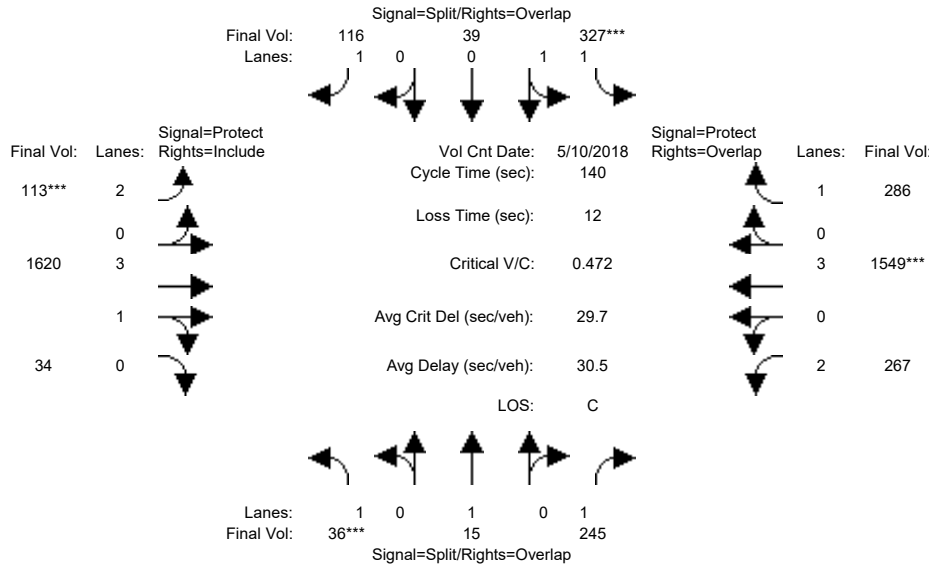 Signal=Split/Rights=Overlap
Final Vol: 116 39 327***
Lanes: 1 0 0 1 1
Signal=Protect Signal=Protect
Final Vol: Lanes: Rights=Include Vol Cnt Date: 5/10/2018 Rights=Overlap Lanes: Final Vol:
Cycle Time (sec): 140
113*** 2 1 286
Loss Time (sec): 12
0 0
1620 3 Critical V/C: 0.472 3 1549***
1 Avg Crit Del (sec/veh): 29.7 0
34 0 Avg Delay (sec/veh): 30.5 2 267
LOS: C
Lanes: 1 0 1 0 1
Final Vol: 36*** 15 245
Signal=Split/Rights=Overlap